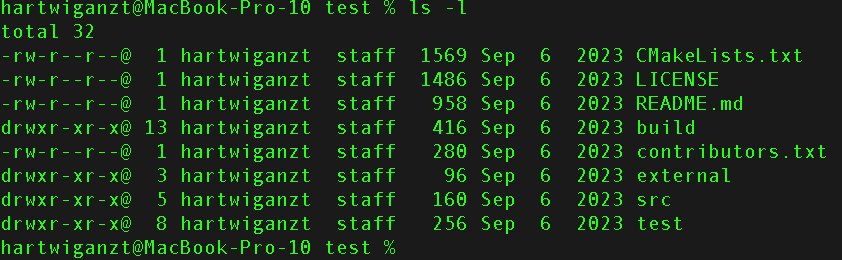 hartwiganzt@MacBook-Pro-10 test % ls -l
total 32
-rw-r--r--@  1 hartwiganzt  staff  1569 Sep  6  2023 CMakeLists.txt
-rw-r--r--@  1 hartwiganzt  staff  1486 Sep  6  2023 LICENSE
-rw-r--r--@  1 hartwiganzt  staff   958 Sep  6  2023 README.md
drwxr-xr-x@ 13 hartwiganzt  staff   416 Sep  6  2023 build
-rw-r--r--@  1 hartwiganzt  staff   280 Sep  6  2023 contributors.txt
drwxr-xr-x@  3 hartwiganzt  staff    96 Sep  6  2023 external
drwxr-xr-x@  5 hartwiganzt  staff   160 Sep  6  2023 src
drwxr-xr-x@  8 hartwiganzt  staff   256 Sep  6  2023 test
hartwiganzt@MacBook-Pro-10 test %